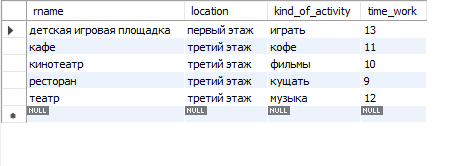 rname location kind_of_activity time_work
детская игровая площадка первый этаж играть 13
кафе третий этаж кофе 11
кинотеатр третий этаж фильмы 10
ресторан третий этаж кущать 9
театр третий этаж музыка 12
NULL NULL NULL NULL